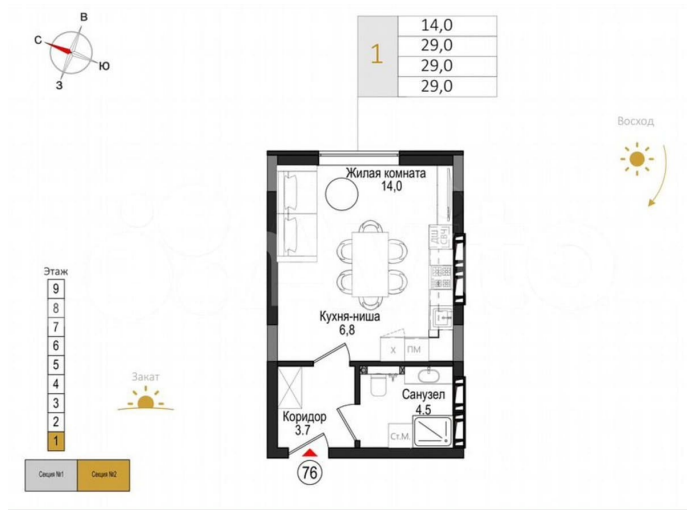 В
С
Ю
З
1
14,0
29,0
29,0
29,0
Восход
Жилая комната
14,0
ДШ
СВЧ
Кухня-ниша
6,8
Х
ПМ
Этаж
9
8
7
6
5
4
3
2
1
Закат
Санузел
4.5
Коридор
3.7
Ст.М.
76
Секция №1
Секция №2